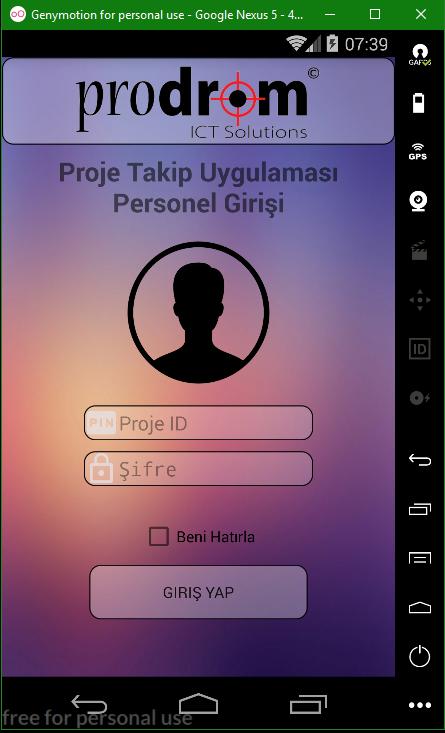 Genymotion for personal use - Google Nexus 5 - 4...
07:39
GAPPS
prodrom©
ICT Solutions
GPS
Proje Takip Uygulaması
Personel Girişi
ID
PIN Proje ID
Şifre
Beni Hatırla
GIRIŞ YAP
free for personal use